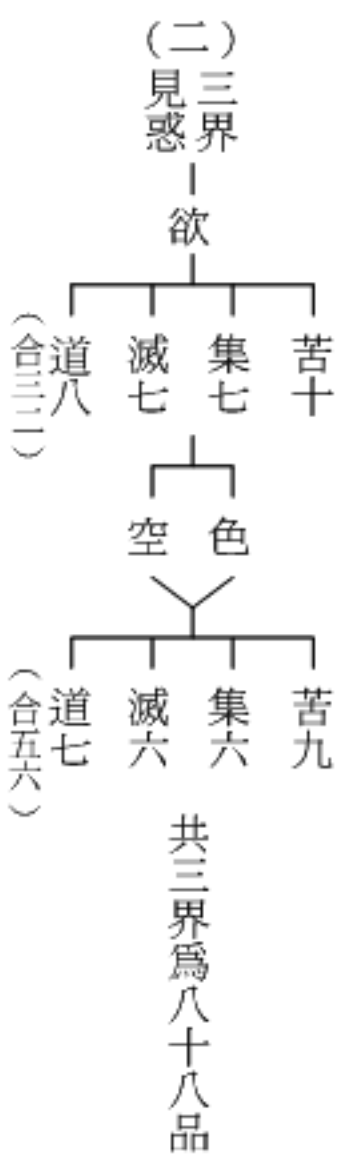 （二）
三界
見惑
欲
苦十
集七
滅七
道八
（合三二）
色
空
苦九
集六
滅六
道七
（合五六）
共三界爲八十八品